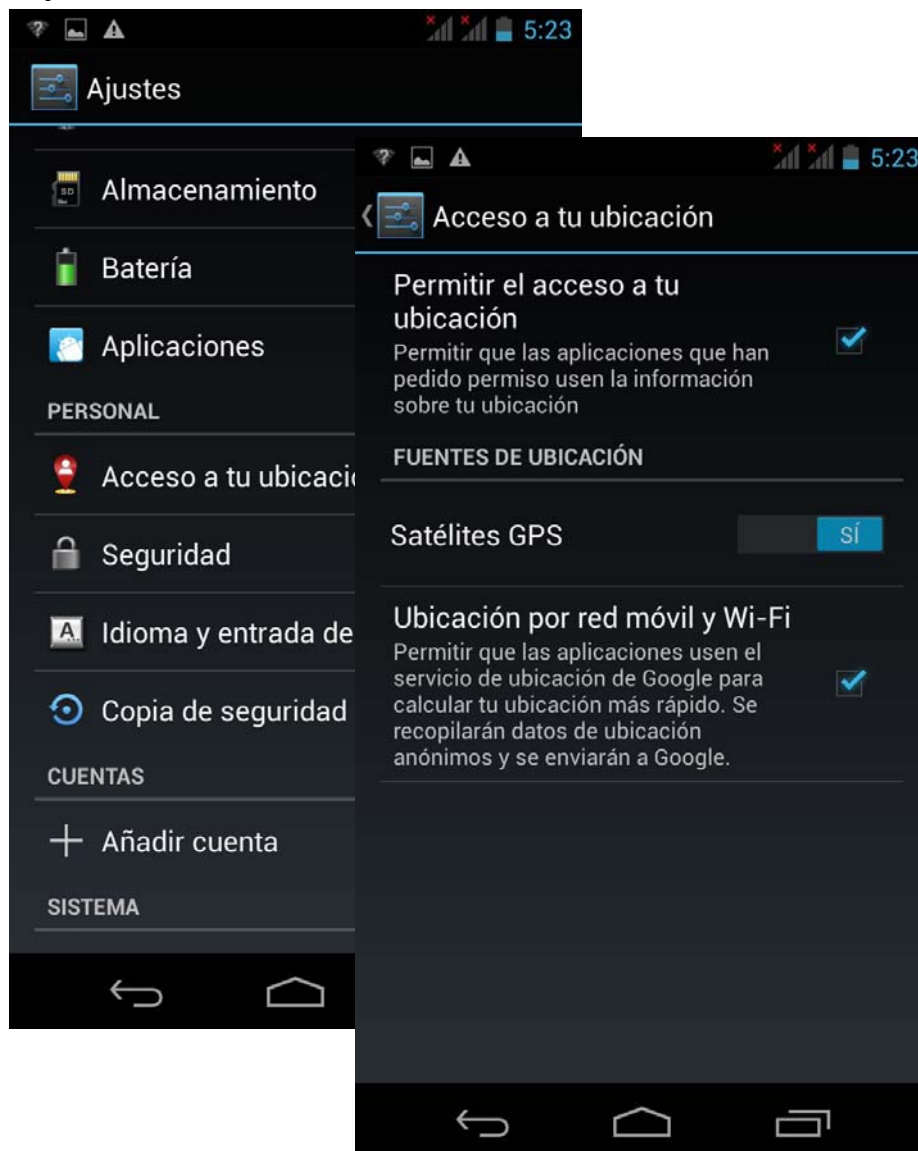 5:23
Ajustes
Almacenamiento
Batería
Aplicaciones
PERSONAL
Acceso a tu ubicació
Seguridad
Idioma y entrada de
Copia de seguridad
CUENTAS
Añadir cuenta
SISTEMA
5:23
Acceso a tu ubicación
Permitir el acceso a tu
ubicación
Permitir que las aplicaciones que han
pedido permiso usen la información
sobre tu ubicación
FUENTES DE UBICACIÓN
Satélites GPS
SÍ
Ubicación por red móvil y Wi-Fi
Permitir que las aplicaciones usen el
servicio de ubicación de Google para
calcular tu ubicación más rápido. Se
recopilarán datos de ubicación
anónimos y se enviarán a Google.